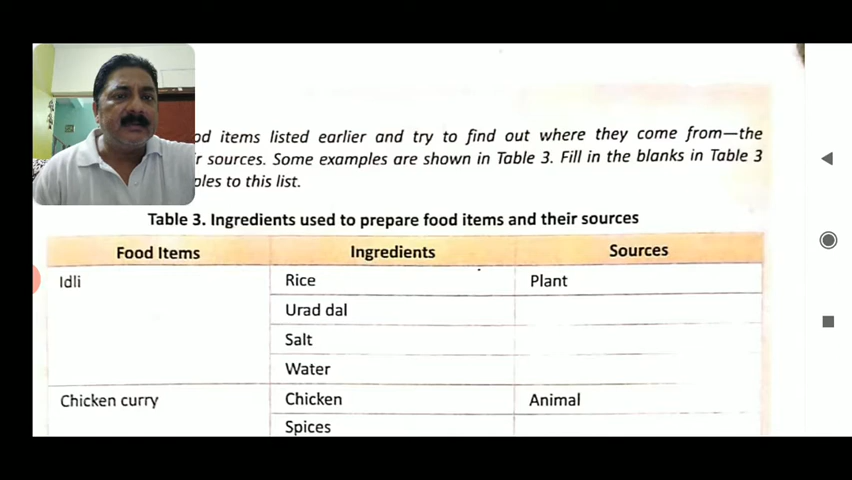 od items listed earlier and try to find out where they come from—the
ir sources. Some examples are shown in Table 3. Fill in the blanks in Table 3
ples to this list.
Table 3. Ingredients used to prepare food items and their sources
Food Items Ingredients Sources
Idli Rice Plant
Urad dal
Salt
Water
Chicken curry Chicken Animal
Spices